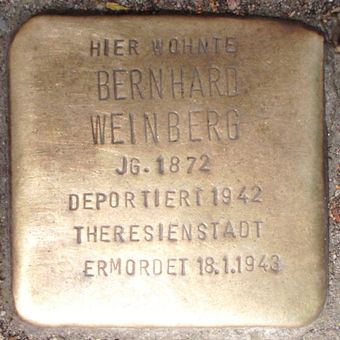 HIER WOHNTE
BERNHARD
WEINBERG
JG. 1872
DEPORTIERT 1942
THERESIENSTADT
ERMORDET 18.1.1943